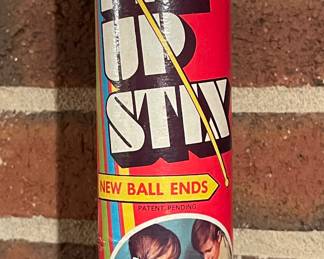 UP
STIX
NEW BALL ENDS
PATENT PENDING